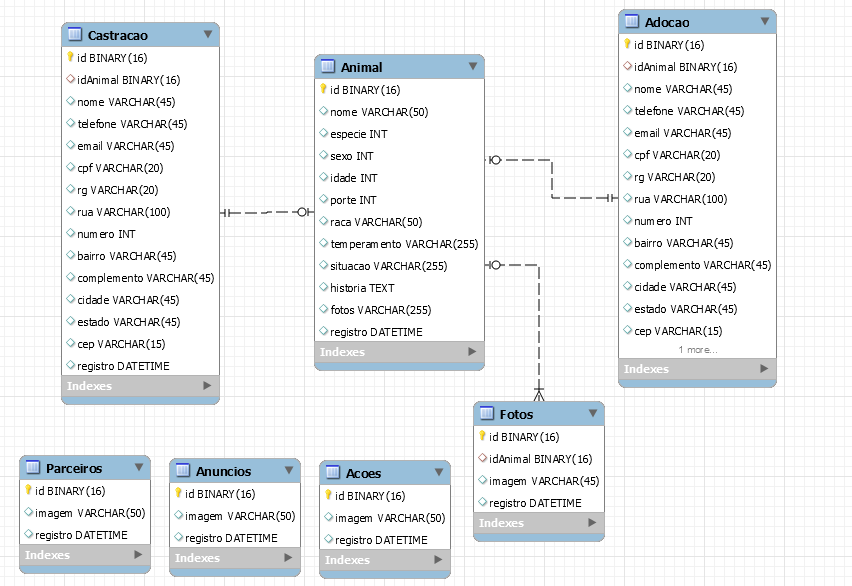 Castracao
id BINARY(16)
idAnimal BINARY(16)
nome VARCHAR(45)
telefone VARCHAR(45)
email VARCHAR(45)
cpf VARCHAR(20)
rg VARCHAR(20)
rua VARCHAR(100)
numero INT
bairro VARCHAR(45)
complemento VARCHAR(45)
cidade VARCHAR(45)
estado VARCHAR(45)
cep VARCHAR(15)
registro DATETIME
Indexes
Animal
id BINARY(16)
nome VARCHAR(50)
especie INT
sexo INT
idade INT
porte INT
raca VARCHAR(50)
temperamento VARCHAR(255)
situacao VARCHAR(255)
historia TEXT
fotos VARCHAR(255)
registro DATETIME
Indexes
Adocao
id BINARY(16)
idAnimal BINARY(16)
nome VARCHAR(45)
telefone VARCHAR(45)
email VARCHAR(45)
cpf VARCHAR(20)
rg VARCHAR(20)
rua VARCHAR(100)
numero INT
bairro VARCHAR(45)
complemento VARCHAR(45)
cidade VARCHAR(45)
estado VARCHAR(45)
cep VARCHAR(15)
1 more...
Indexes
Fotos
id BINARY(16)
idAnimal BINARY(16)
imagem VARCHAR(45)
registro DATETIME
Indexes
Parceiros
id BINARY(16)
imagem VARCHAR(50)
registro DATETIME
Indexes
Anuncios
id BINARY(16)
imagem VARCHAR(50)
registro DATETIME
Indexes
Acoes
id BINARY(16)
imagem VARCHAR(50)
registro DATETIME
Indexes